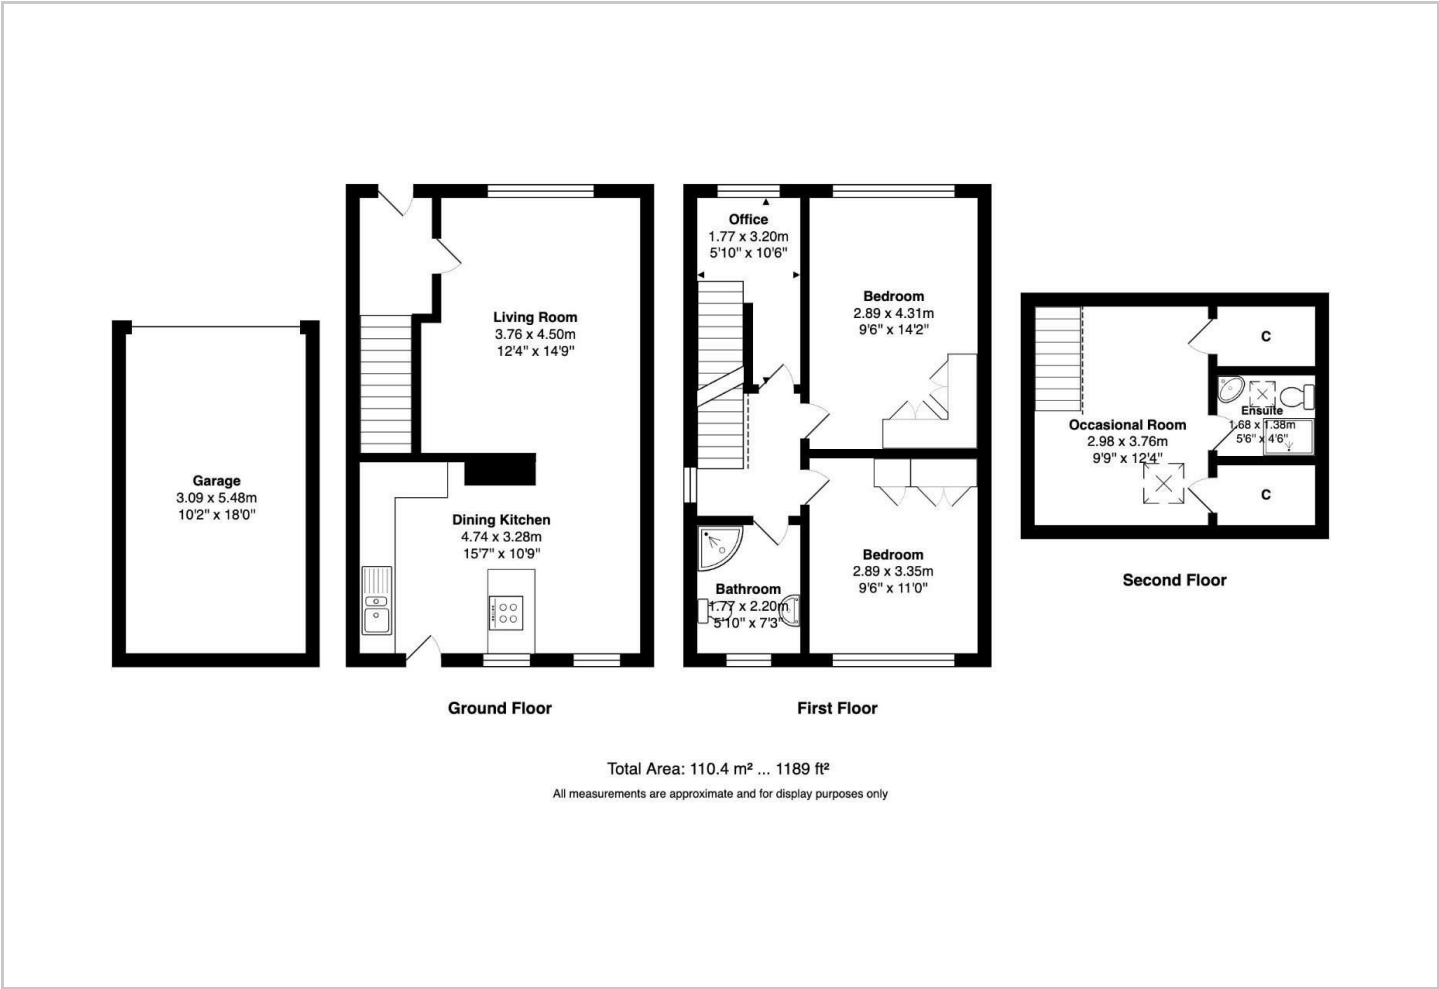 Office
1.77 x 3.20m
5'10" x 10'6"
Bedroom
2.89 x 4.31m
9'6" x 14'2"
Living Room
3.76 x 4.50m
12'4" x 14'9"
C
Ensuite
1.68 x 1.38m
5'6" x 4'6"
Occasional Room
2.98 x 3.76m
9'9" x 12'4"
C
Garage
3.09 x 5.48m
10'2" x 18'0"
Dining Kitchen
4.74 x 3.28m
15'7" x 10'9"
Bedroom
2.89 x 3.35m
9'6" x 11'0"
Bathroom
1.77 x 2.20m
5'10" x 7'3"
Second Floor
Ground Floor
First Floor
Total Area: 110.4 m² ... 1189 ft²
All measurements are approximate and for display purposes only